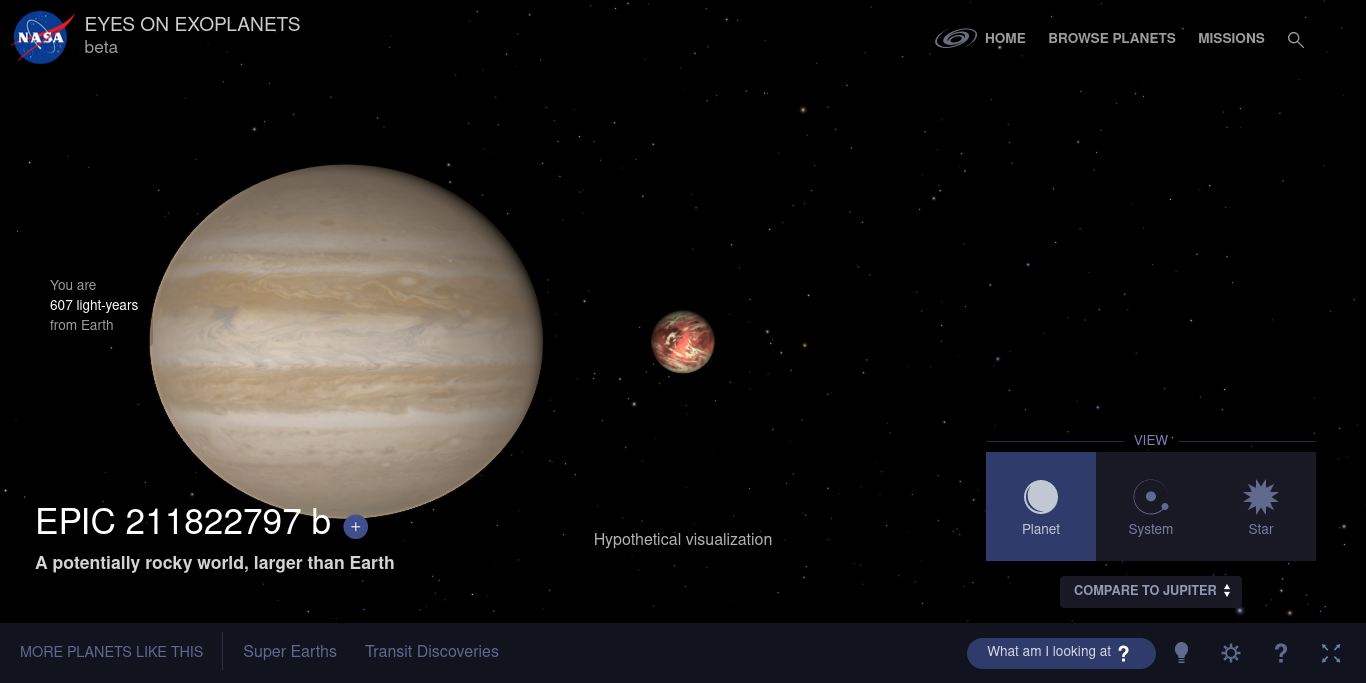 NASA
EYES ON EXOPLANETS
beta
HOME
BROWSE PLANETS
MISSIONS
You are
607 light-years
from Earth
VIEW
Planet
System
Star
EPIC 211822797 b +
Hypothetical visualization
A potentially rocky world, larger than Earth
COMPARE TO JUPITER
MORE PLANETS LIKE THIS
Super Earths
Transit Discoveries
What am I looking at ?
?